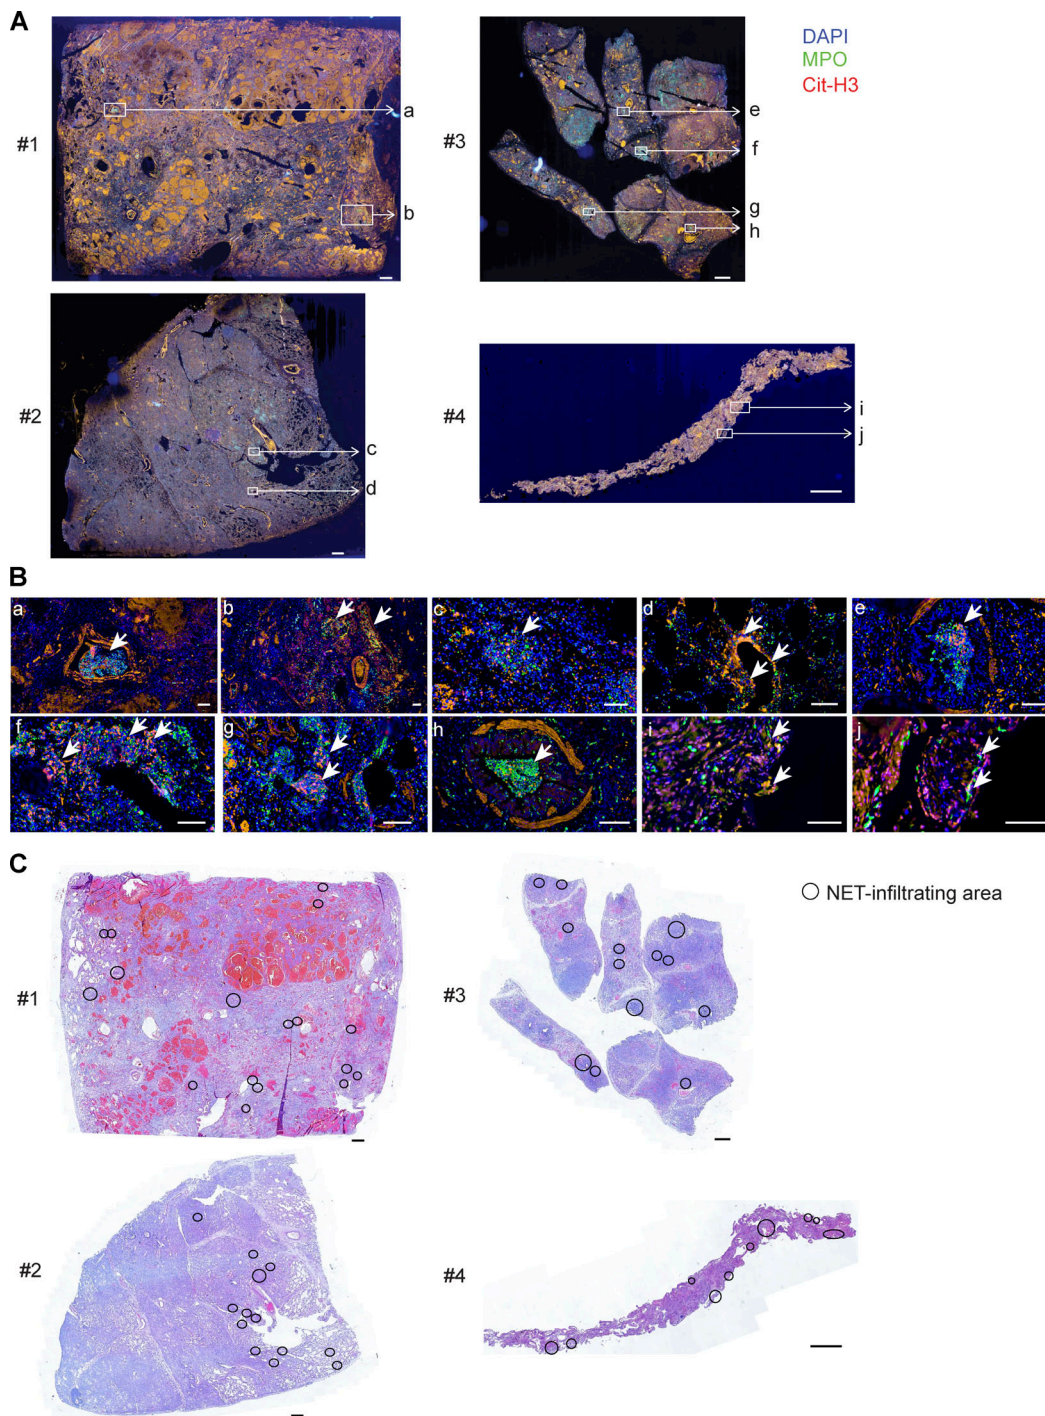 A
#1
a
b
#3
e
f
g
h
DAPI
MPO
Cit-H3
#2
c
d
#4
i
j
B
a b c d e
f g h i j
C
#1
#3
NET-infiltrating area
#2
#4